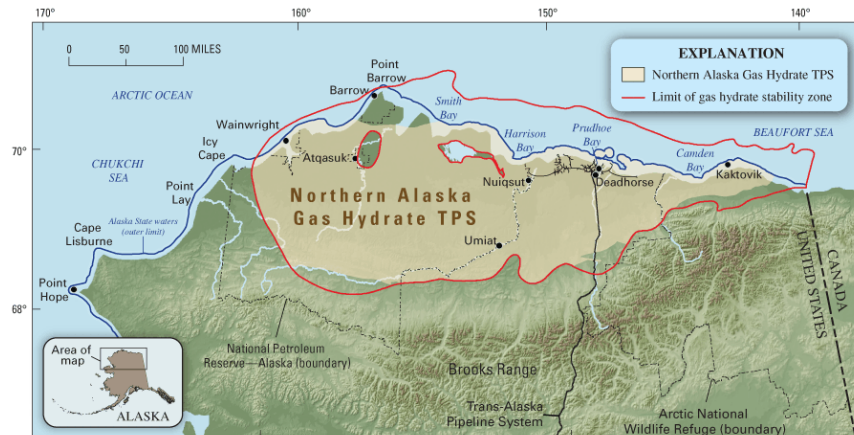 170°
160°
150°
140°
0
50
100 MILES
EXPLANATION
Northern Alaska Gas Hydrate TPS
Limit of gas hydrate stability zone
Point
Barrow
Barrow
ARCTIC OCEAN
Smith
Bay
Wainwright
Harrison
Bay
Prudhoe
Bay
BEAUFORT SEA
Icy
Cape
70°
70°
Atqasuk
Camden
Bay
Kaktovik
CHUKCHI
SEA
Nuiqsut
Deadhorse
Point
Lay
Northern Alaska
Gas Hydrate TPS
Alaska State waters
(outer limit)
Cape
Lisburne
Umiat
CANADA
UNITED STATES
Point
Hope
68°
68°
National Petroleum
Reserve—Alaska (boundary)
Brooks Range
Area of
map
ALASKA
Trans-Alaska
Pipeline System
Arctic National
Wildlife Refuge (boundary)